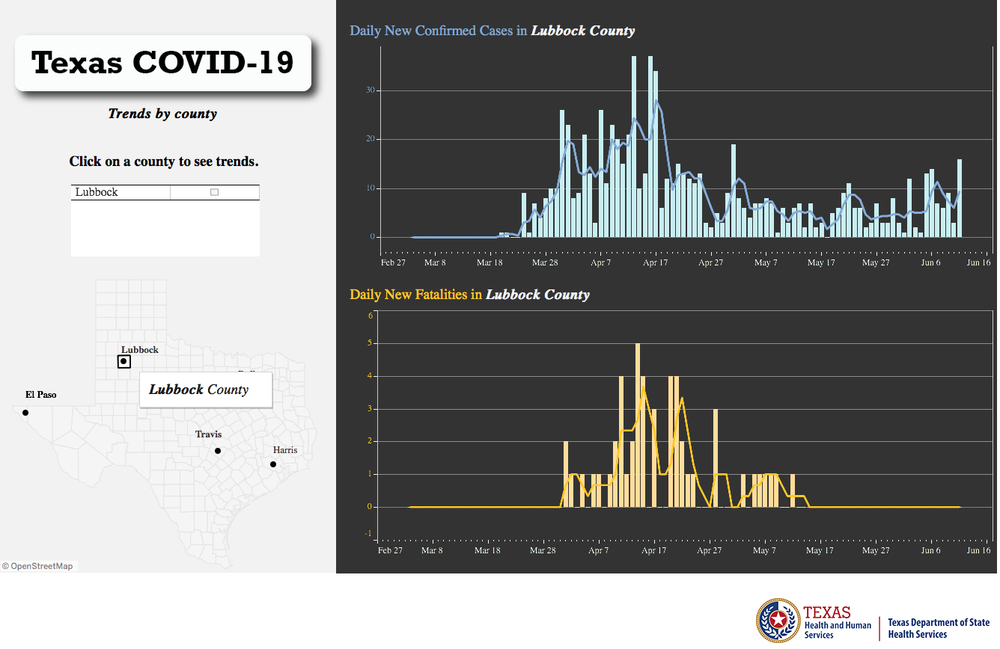 Texas COVID-19
Trends by county
Click on a county to see trends.
Lubbock
Lubbock
El Paso
Lubbock County
Travis
Harris
© OpenStreetMap
Daily New Confirmed Cases in Lubbock County
30
20
10
0
Feb 27 Mar 8 Mar 18 Mar 28 Apr 7 Apr 17 Apr 27 May 7 May 17 May 27 Jun 6 Jun 16
Daily New Fatalities in Lubbock County
6
5
4
3
2
1
0
-1
Feb 27 Mar 8 Mar 18 Mar 28 Apr 7 Apr 17 Apr 27 May 7 May 17 May 27 Jun 6 Jun 16
TEXAS
Health and Human
Services
Texas Department of State
Health Services